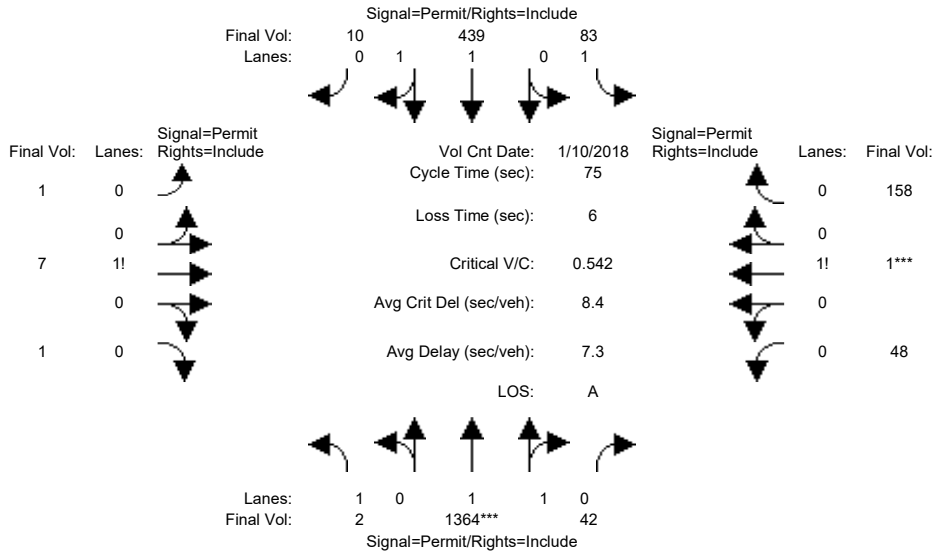 Signal=Permit/Rights=Include
Final Vol: 10 439 83
Lanes: 0 1 1 0 1
Signal=Permit
Final Vol: Lanes: Rights=Include
Vol Cnt Date: 1/10/2018
Signal=Permit
Rights=Include Lanes: Final Vol:
Cycle Time (sec): 75
1 0
0 158
Loss Time (sec): 6
0
0
7 1!
Critical V/C: 0.542
1! 1***
0
Avg Crit Del (sec/veh): 8.4
0
1 0
Avg Delay (sec/veh): 7.3
0 48
LOS: A
Lanes: 1 0 1 1 0
Final Vol: 2 1364*** 42
Signal=Permit/Rights=Include